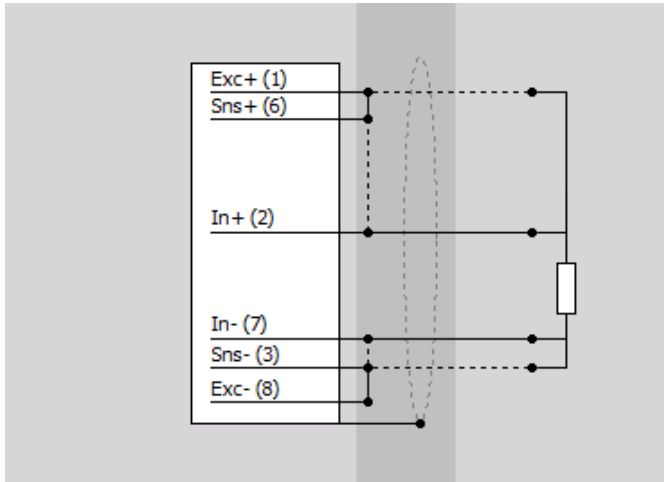 Exc+ (1)
Sns+ (6)
In+ (2)
In- (7)
Sns- (3)
Exc- (8)